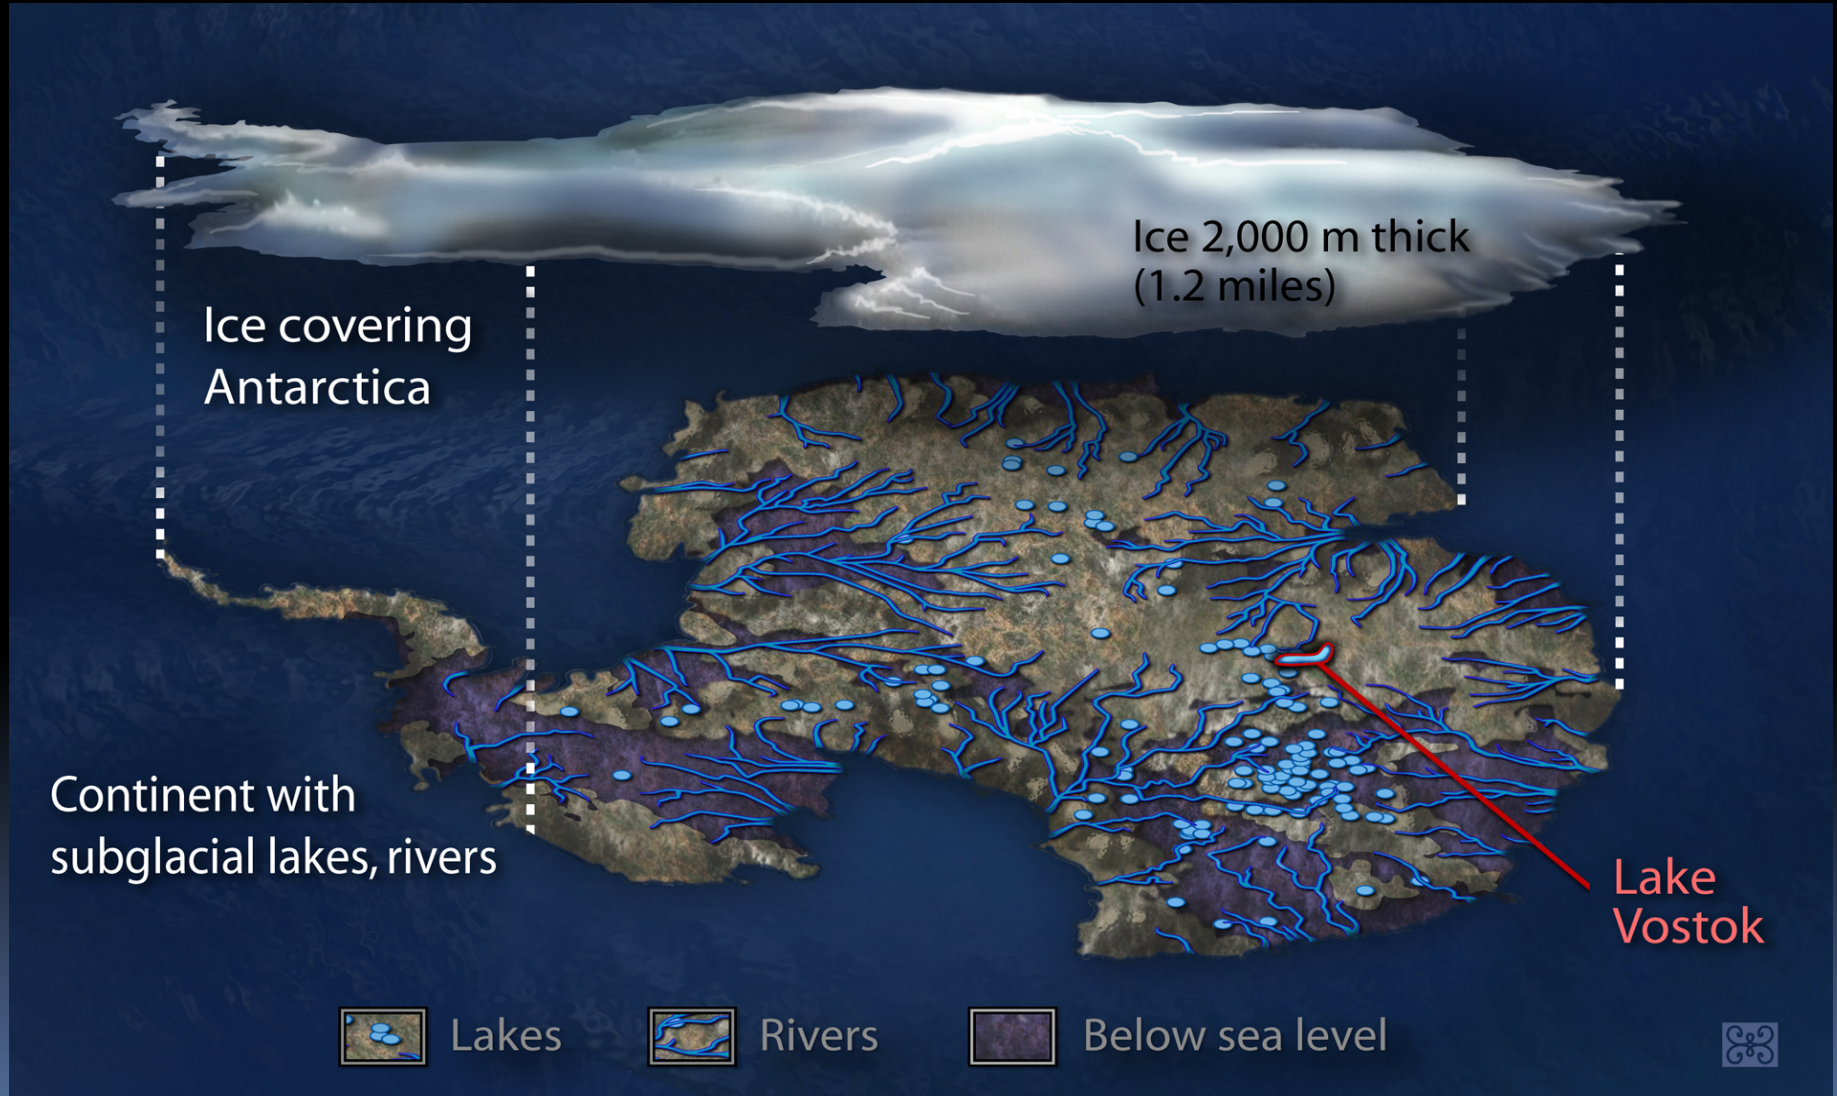 Ice 2,000 m thick
(1.2 miles)
Ice covering
Antarctica
Continent with
subglacial lakes, rivers
Lake
Vostok
Lakes
Rivers
Below sea level